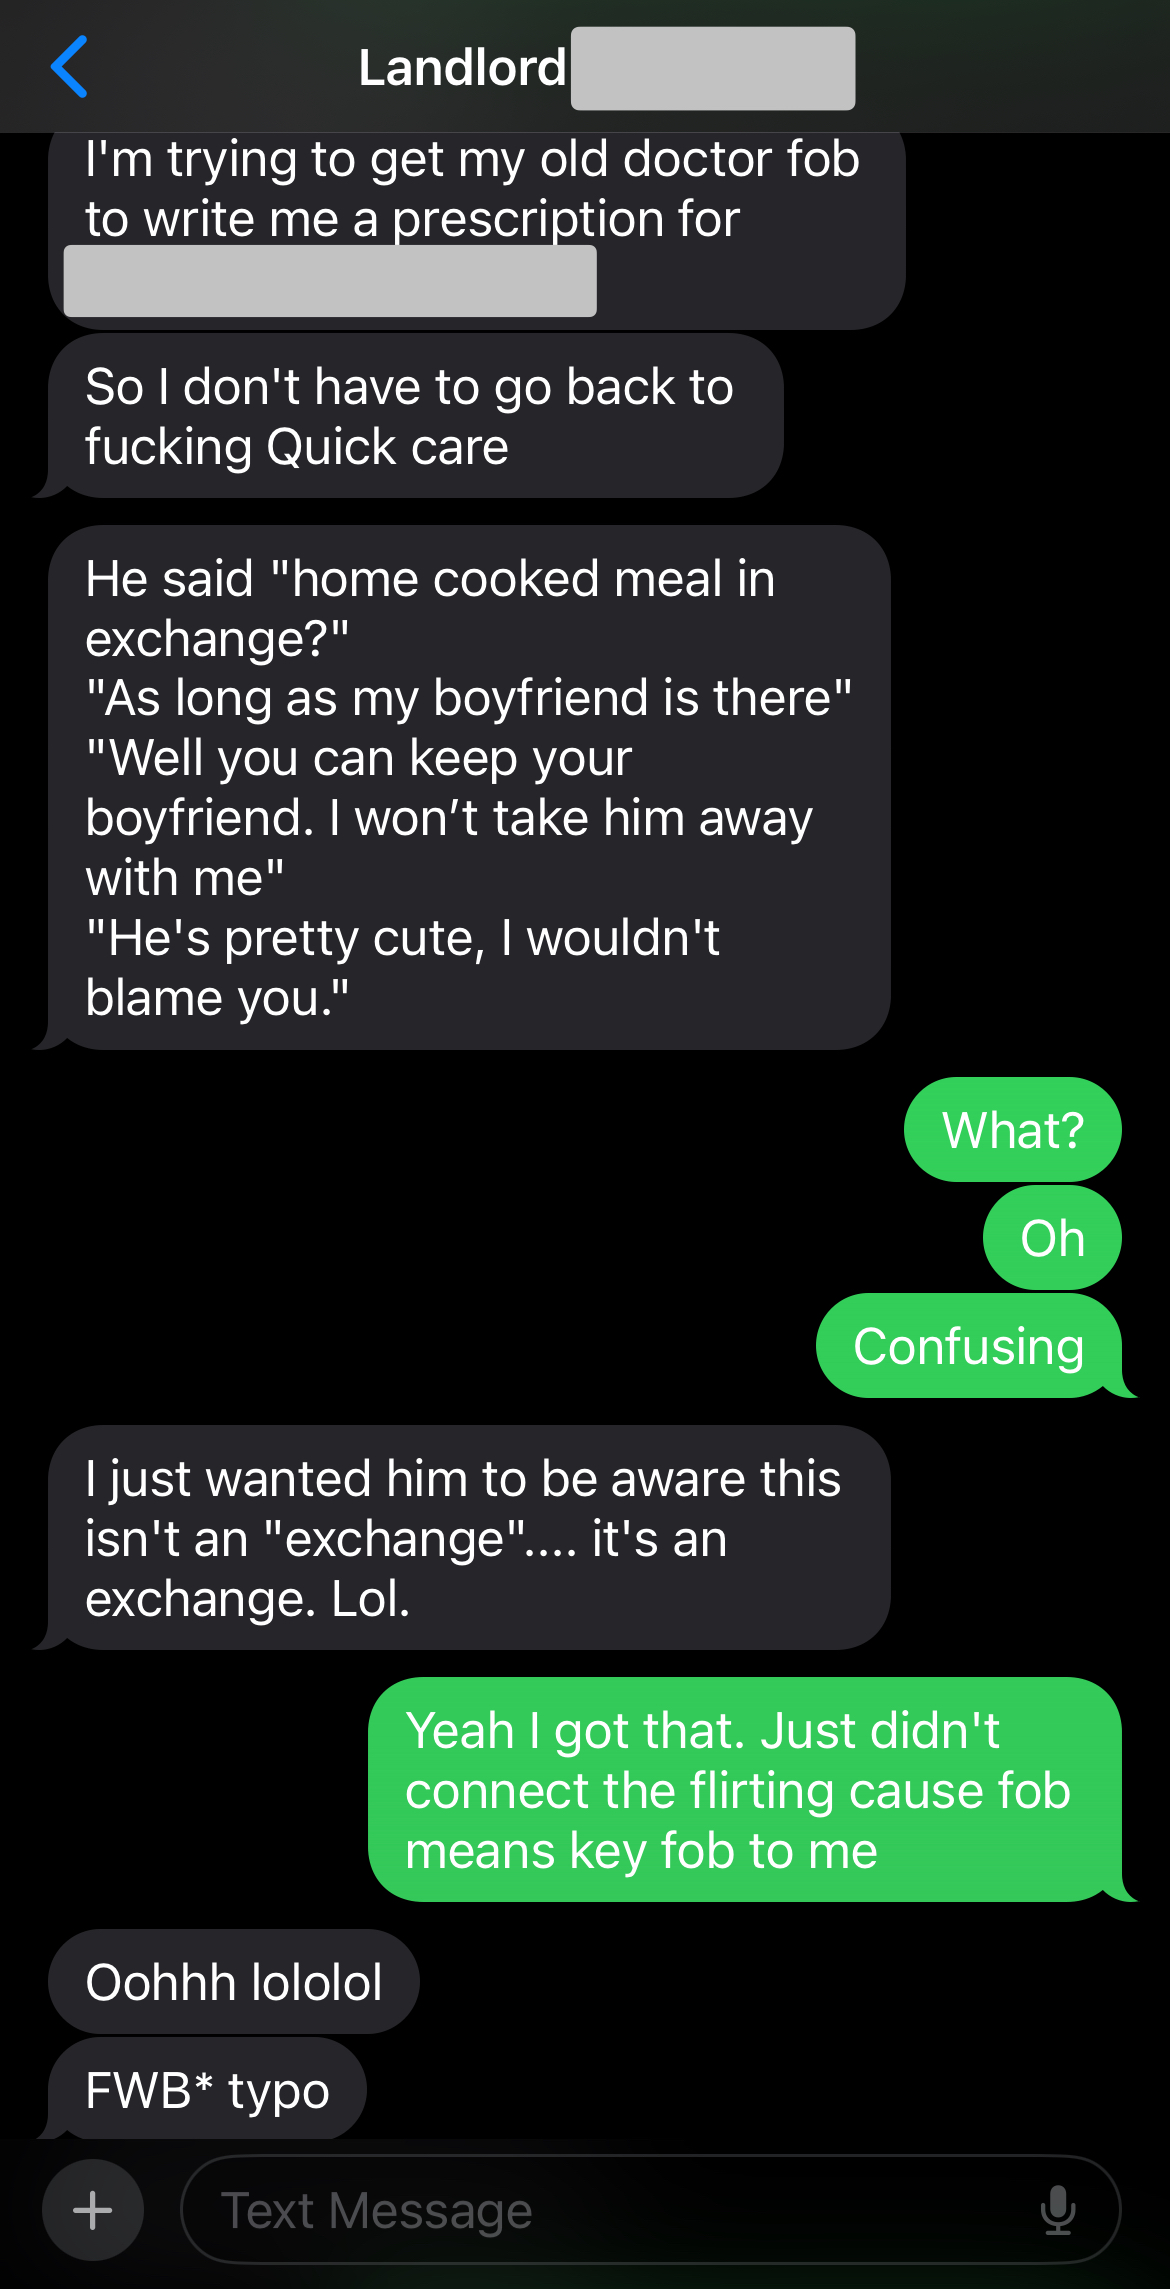 Landlord
I'm trying to get my old doctor fob
to write me a prescription for
So I don't have to go back to
fucking Quick care
He said "home cooked meal in
exchange?"
"As long as my boyfriend is there"
"Well you can keep your
boyfriend. I won’t take him away
with me"
"He's pretty cute, I wouldn't
blame you."
What?
Oh
Confusing
I just wanted him to be aware this
isn't an "exchange".... it's an
exchange. Lol.
Yeah I got that. Just didn't
connect the flirting cause fob
means key fob to me
Oohhh lololol
FWB* typo
Text Message